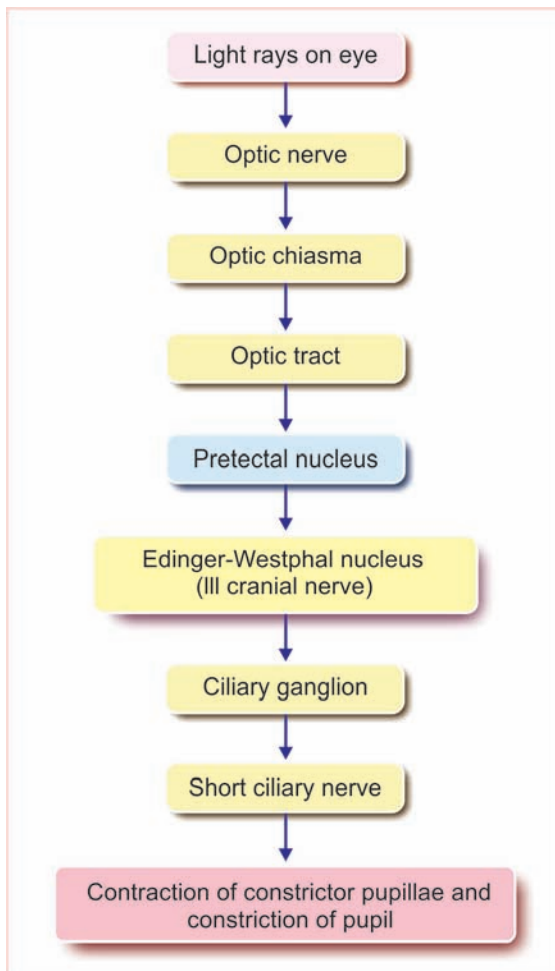 Light rays on eye
Optic nerve
Optic chiasma
Optic tract
Pretectal nucleus
Edinger-Westphal nucleus
(III cranial nerve)
Ciliary ganglion
Short ciliary nerve
Contraction of constrictor pupillae and
constriction of pupil